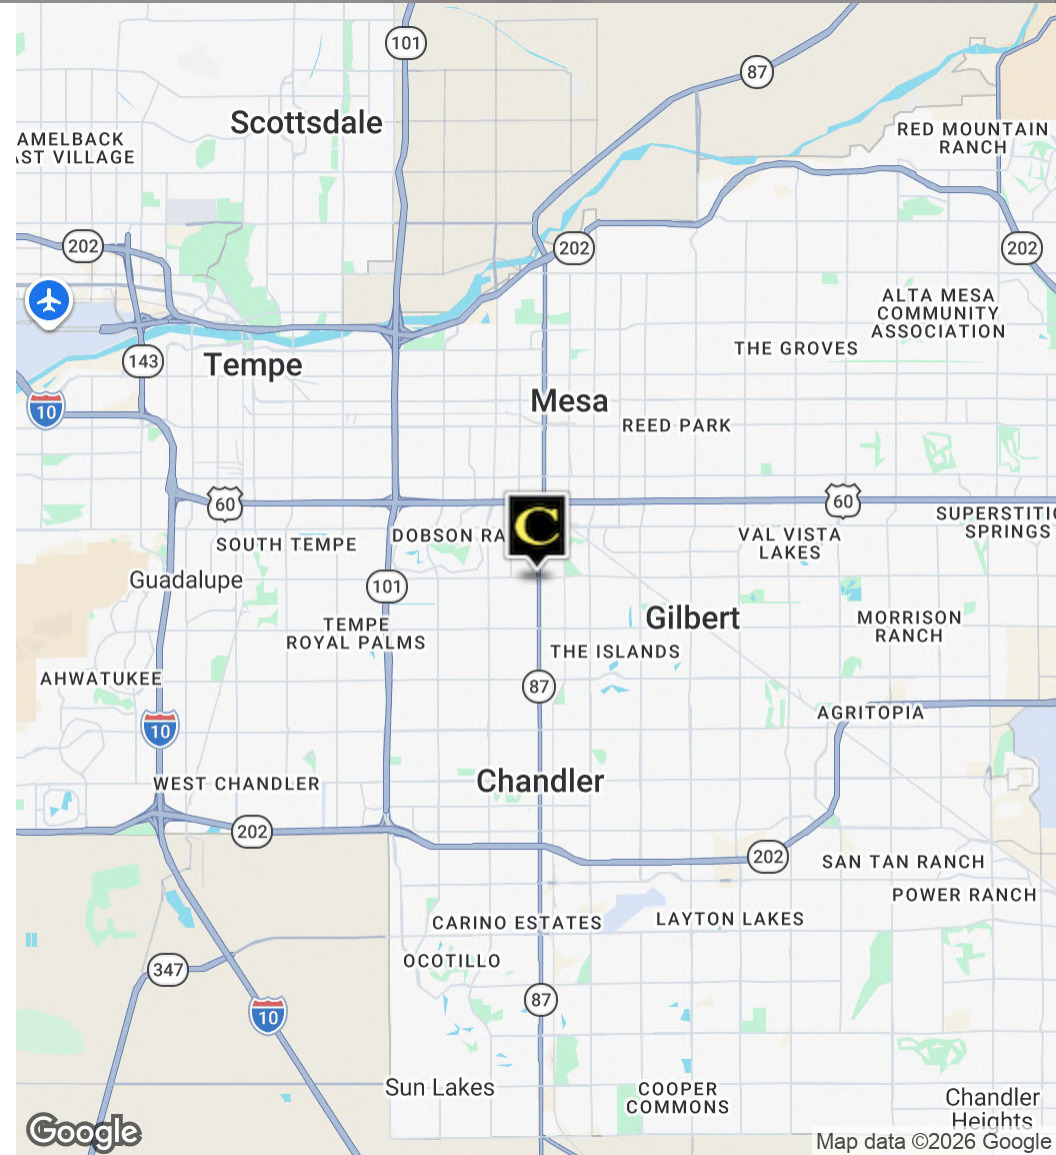 101
87
Scottsdale
AMELBACK
AST VILLAGE
RED MOUNTAIN
RANCH
202
202
202
ALTA MESA
COMMUNITY
ASSOCIATION
THE GROVES
143
Tempe
10
Mesa
REED PARK
60
60
C
SUPERSTITIO
SPRINGS
SOUTH TEMPE
DOBSON RA
VAL VISTA
LAKES
Guadalupe
101
Gilbert
MORRISON
RANCH
TEMPE
ROYAL PALMS
THE ISLANDS
AHWATUKEE
87
10
AGRITOPIA
WEST CHANDLER
Chandler
202
202
SAN TAN RANCH
POWER RANCH
CARINO ESTATES
LAYTON LAKES
OCOTILLO
347
87
10
Sun Lakes
COOPER
COMMONS
Chandler
Heights
Google
Map data ©2026 Google